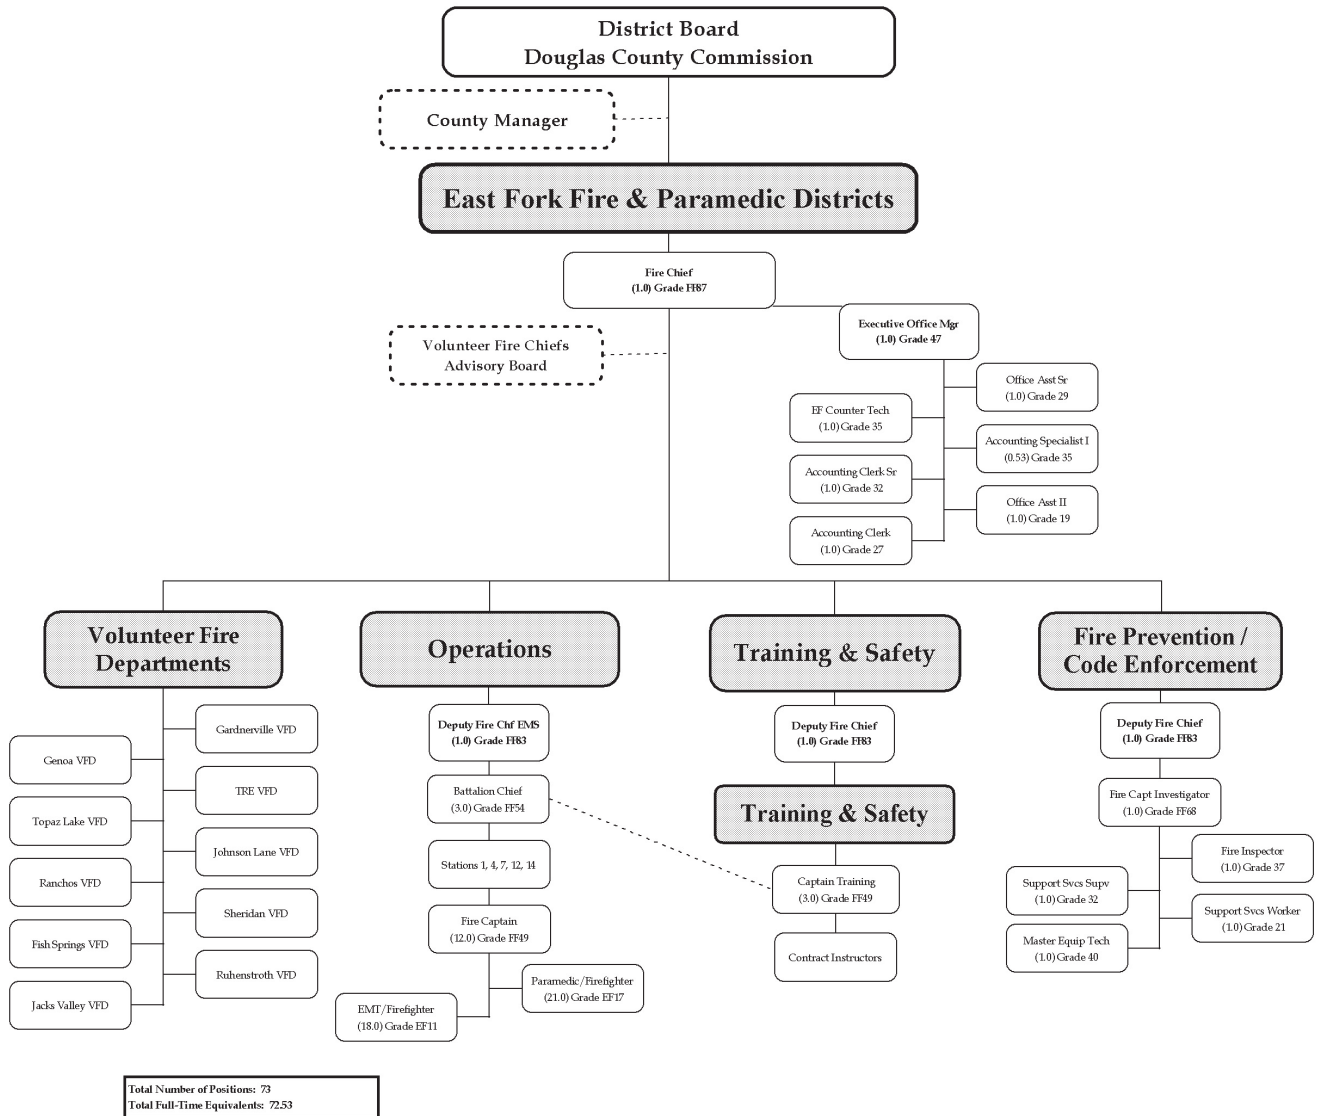 District Board
Douglas County Commission
County Manager
East Fork Fire & Paramedic Districts
Fire Chief
(1.0) Grade FF87
Executive Office Mgr
(1.0) Grade 47
Volunteer Fire Chiefs
Advisory Board
Office Asst Sr
(1.0) Grade 29
EF Counter Tech
(1.0) Grade 35
Accounting Specialist I
(0.53) Grade 35
Accounting Clerk Sr
(1.0) Grade 32
Office Asst II
(1.0) Grade 19
Accounting Clerk
(1.0) Grade 27
Volunteer Fire
Departments
Gardnerville VFD
Genoa VFD
TRE VFD
Topaz Lake VFD
Johnson Lane VFD
Ranchos VFD
Sheridan VFD
Fish Springs VFD
Ruhenstroth VFD
Jacks Valley VFD
Operations
Deputy Fire Chf EMS
(1.0) Grade FF83
Battalion Chief
(3.0) Grade FF54
Stations 1, 4, 7, 12, 14
Fire Captain
(12.0) Grade FF49
Paramedic/Firefighter
(21.0) Grade EF17
EMT/Firefighter
(18.0) Grade EF11
Training & Safety
Deputy Fire Chief
(1.0) Grade FF83
Training & Safety
Captain Training
(3.0) Grade FF49
Contract Instructors
Fire Prevention /
Code Enforcement
Deputy Fire Chief
(1.0) Grade FF83
Fire Capt Investigator
(1.0) Grade FF68
Fire Inspector
(1.0) Grade 37
Support Svcs Supv
(1.0) Grade 32
Support Svcs Worker
(1.0) Grade 21
Master Equip Tech
(1.0) Grade 40
Total Number of Positions: 73
Total Full-Time Equivalents: 72.53